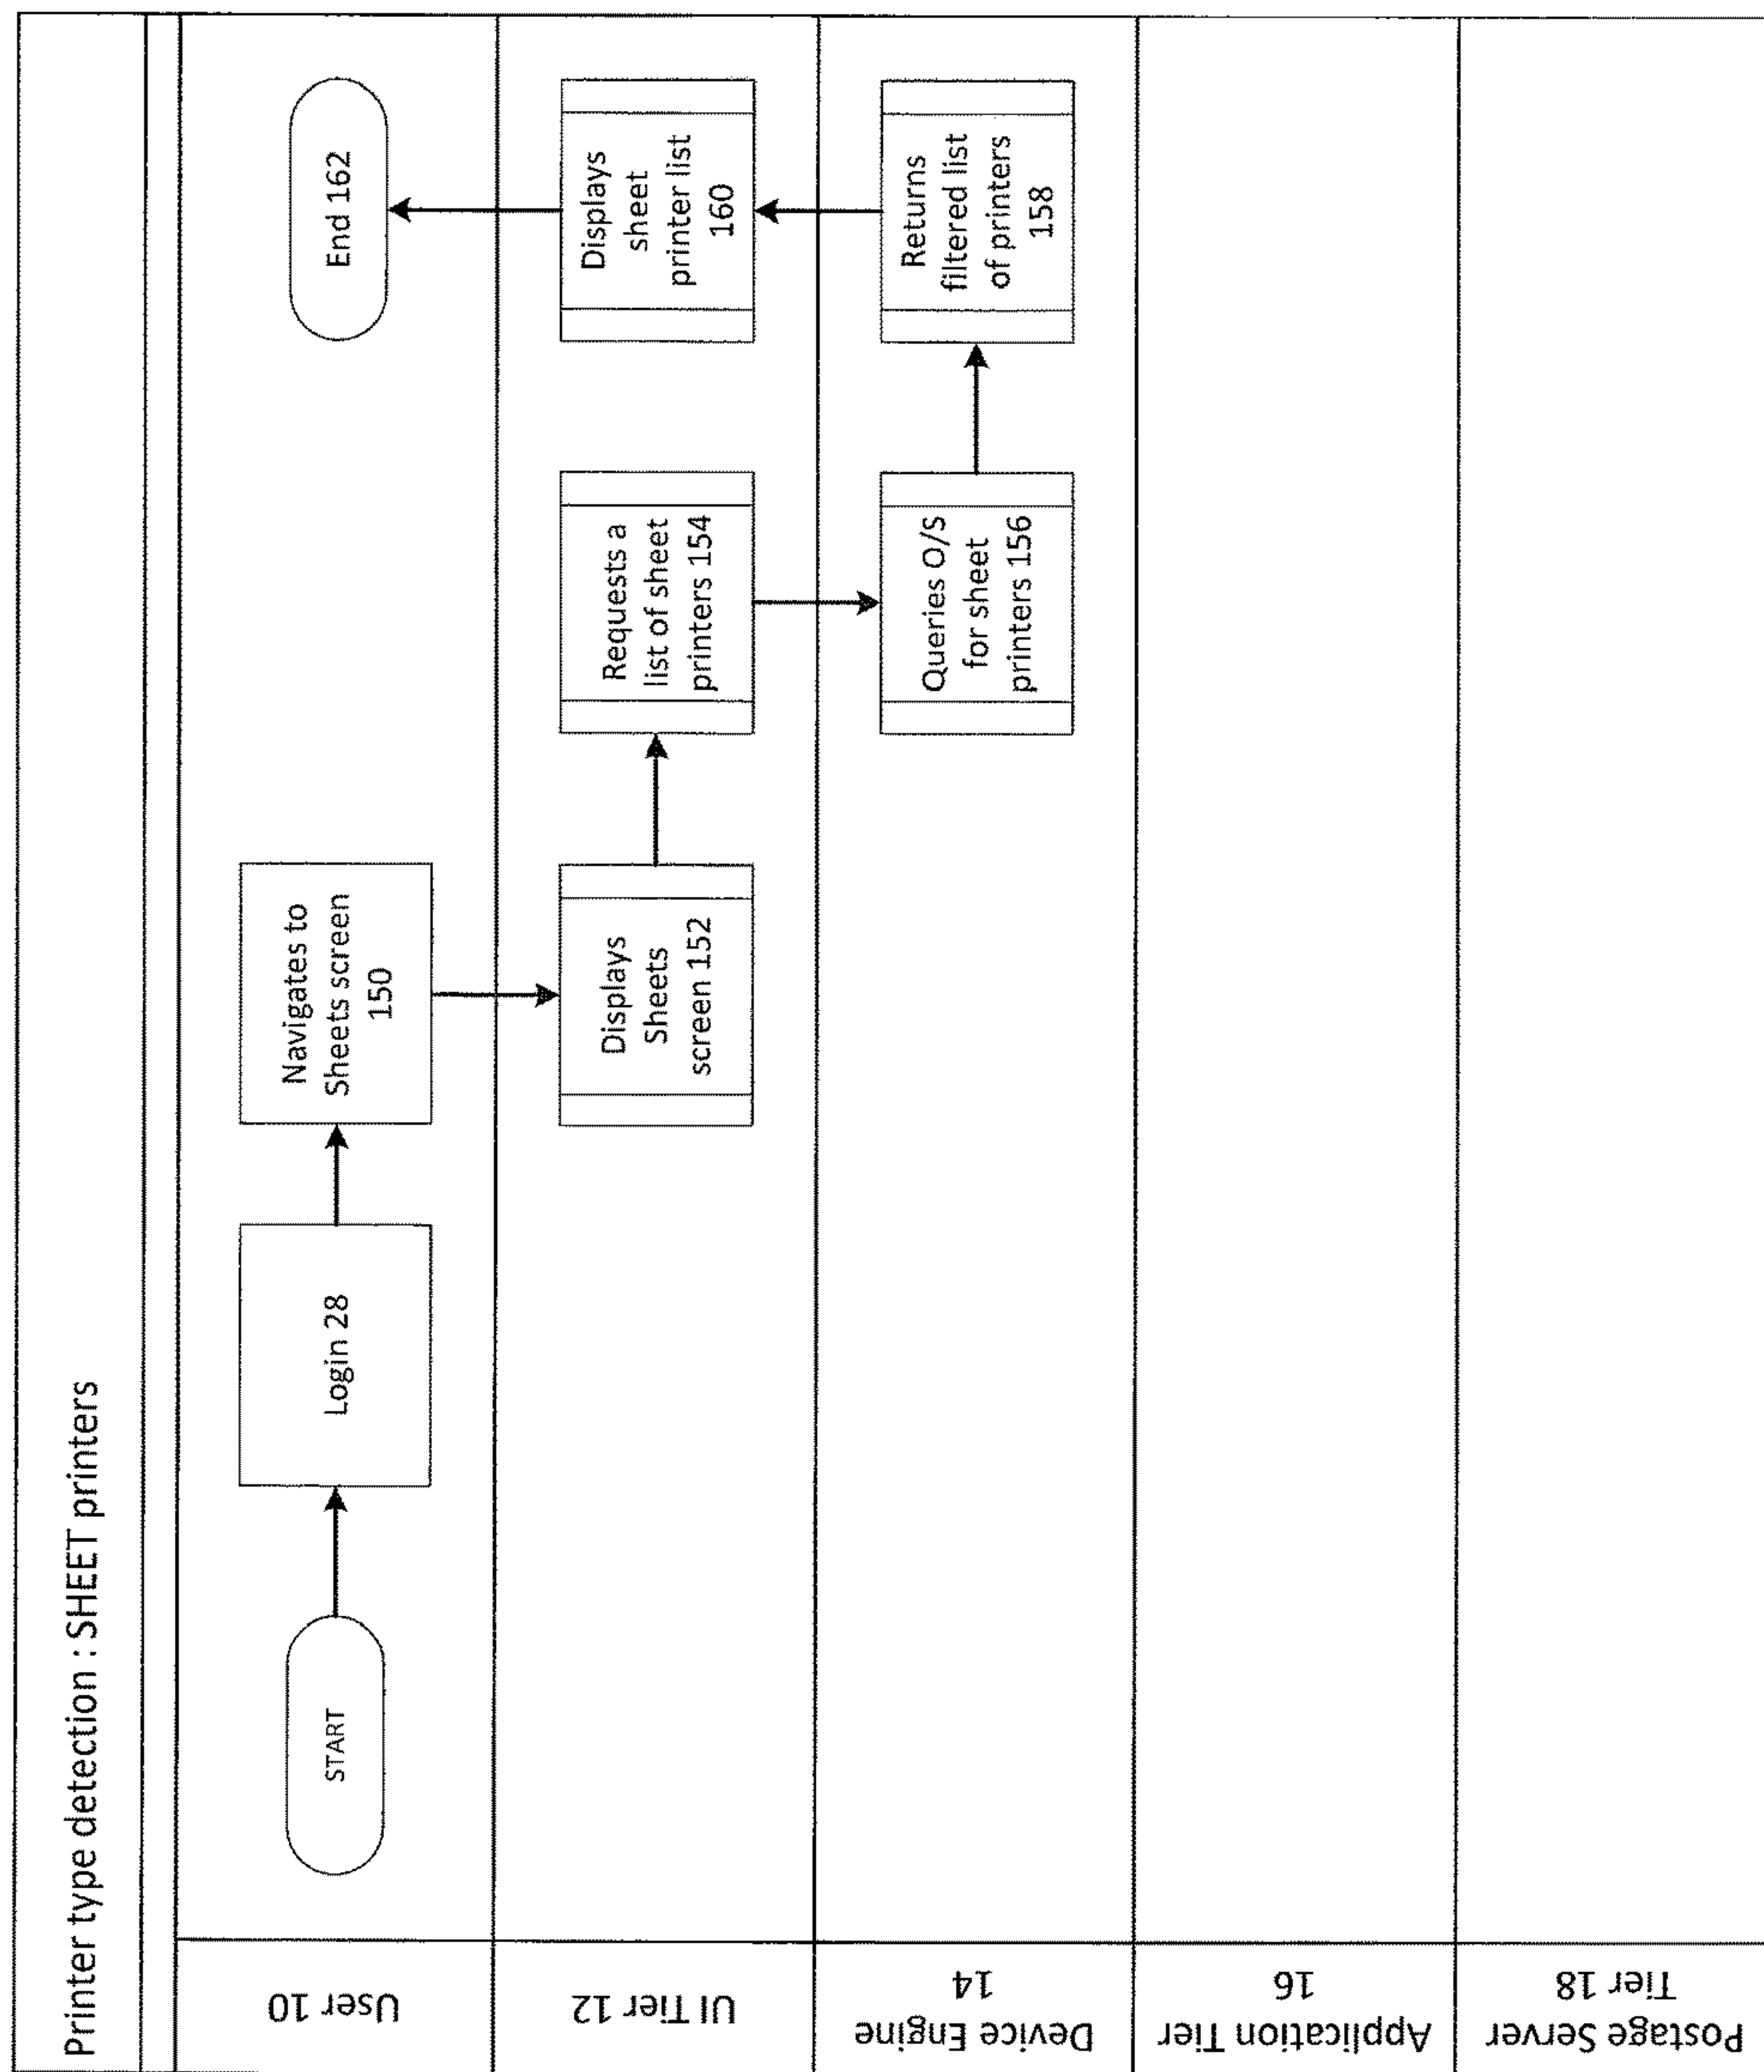 Printer type detection : SHEET printers
User 10
START
Login 28
Navigates to
Sheets screen
150
End 162
UI Tier 12
Displays
Sheets
screen 152
Requests a
list of sheet
printers 154
Displays
sheet
printer list
160
Device Engine
14
Queries O/S
for sheet
printers 156
Returns
filtered list
of printers
158
Application Tier
16
Postage Server
Tier 18